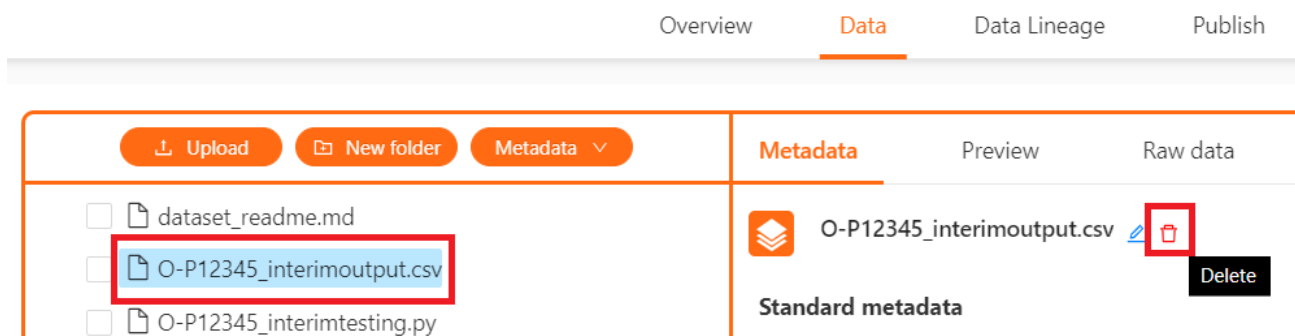 Overview Data Data Lineage Publish
Upload New folder Metadata
Metadata Preview Raw data
dataset_readme.md
O-P12345_interimoutput.csv
O-P12345_interimtesting.py
O-P12345_interimoutput.csv
Delete
Standard metadata